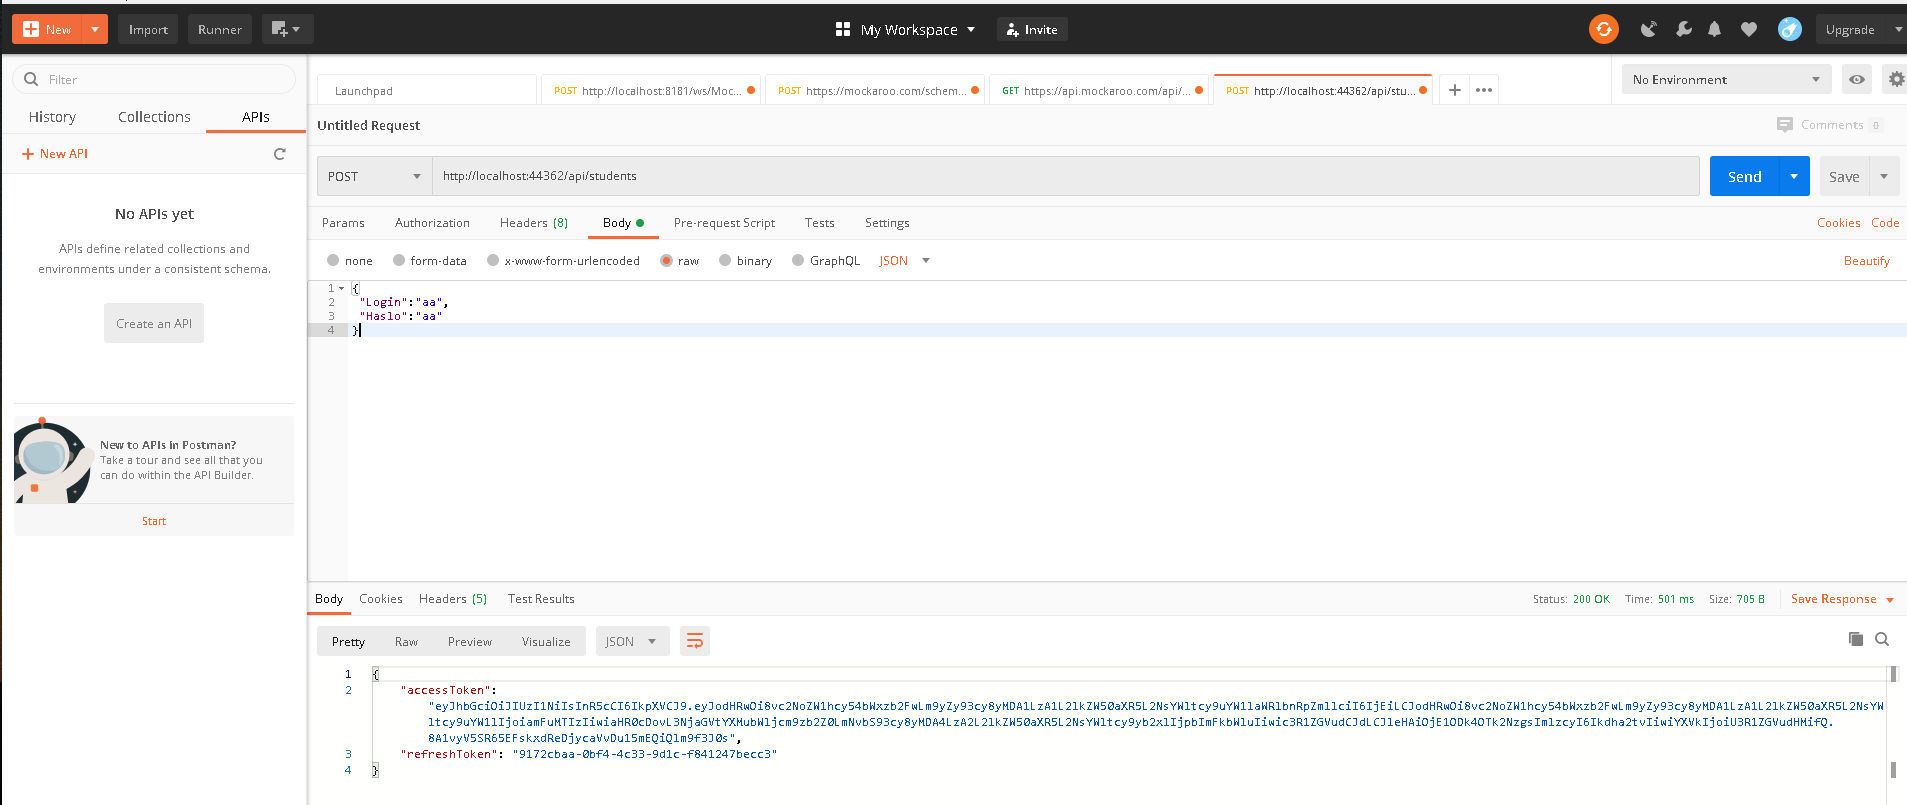 New
Import
Runner
My Workspace
Invite
Upgrade
Filter
History Collections APIs
New API
No APIs yet
APIs define related collections and
environments under a consistent schema.
Create an API
New to APIs in Postman?
Take a tour and see all that you
can do within the API Builder.
Start
Launchpad
POST http://localhost:8181/ws/Moc...
POST https://mockaroo.com/schem...
GET https://api.mockaroo.com/api/...
POST http://localhost:44362/api/stu...
No Environment
Untitled Request
Comments 0
POST http://localhost:44362/api/students
Send
Save
Params Authorization Headers (8) Body Pre-request Script Tests Settings
Cookies Code
none form-data x-www-form-urlencoded raw binary GraphQL JSON
Beautify
1 {
2 "Login":"aa",
3 "Haslo":"aa"
4 }
Body Cookies Headers (5) Test Results
Status: 200 OK Time: 501 ms Size: 705 B Save Response
Pretty Raw Preview Visualize JSON
1 {
2 "accessToken":
3 "refreshToken": "9172cbaa-0bf4-4c33-9d1c-f841247becc3"
4 }